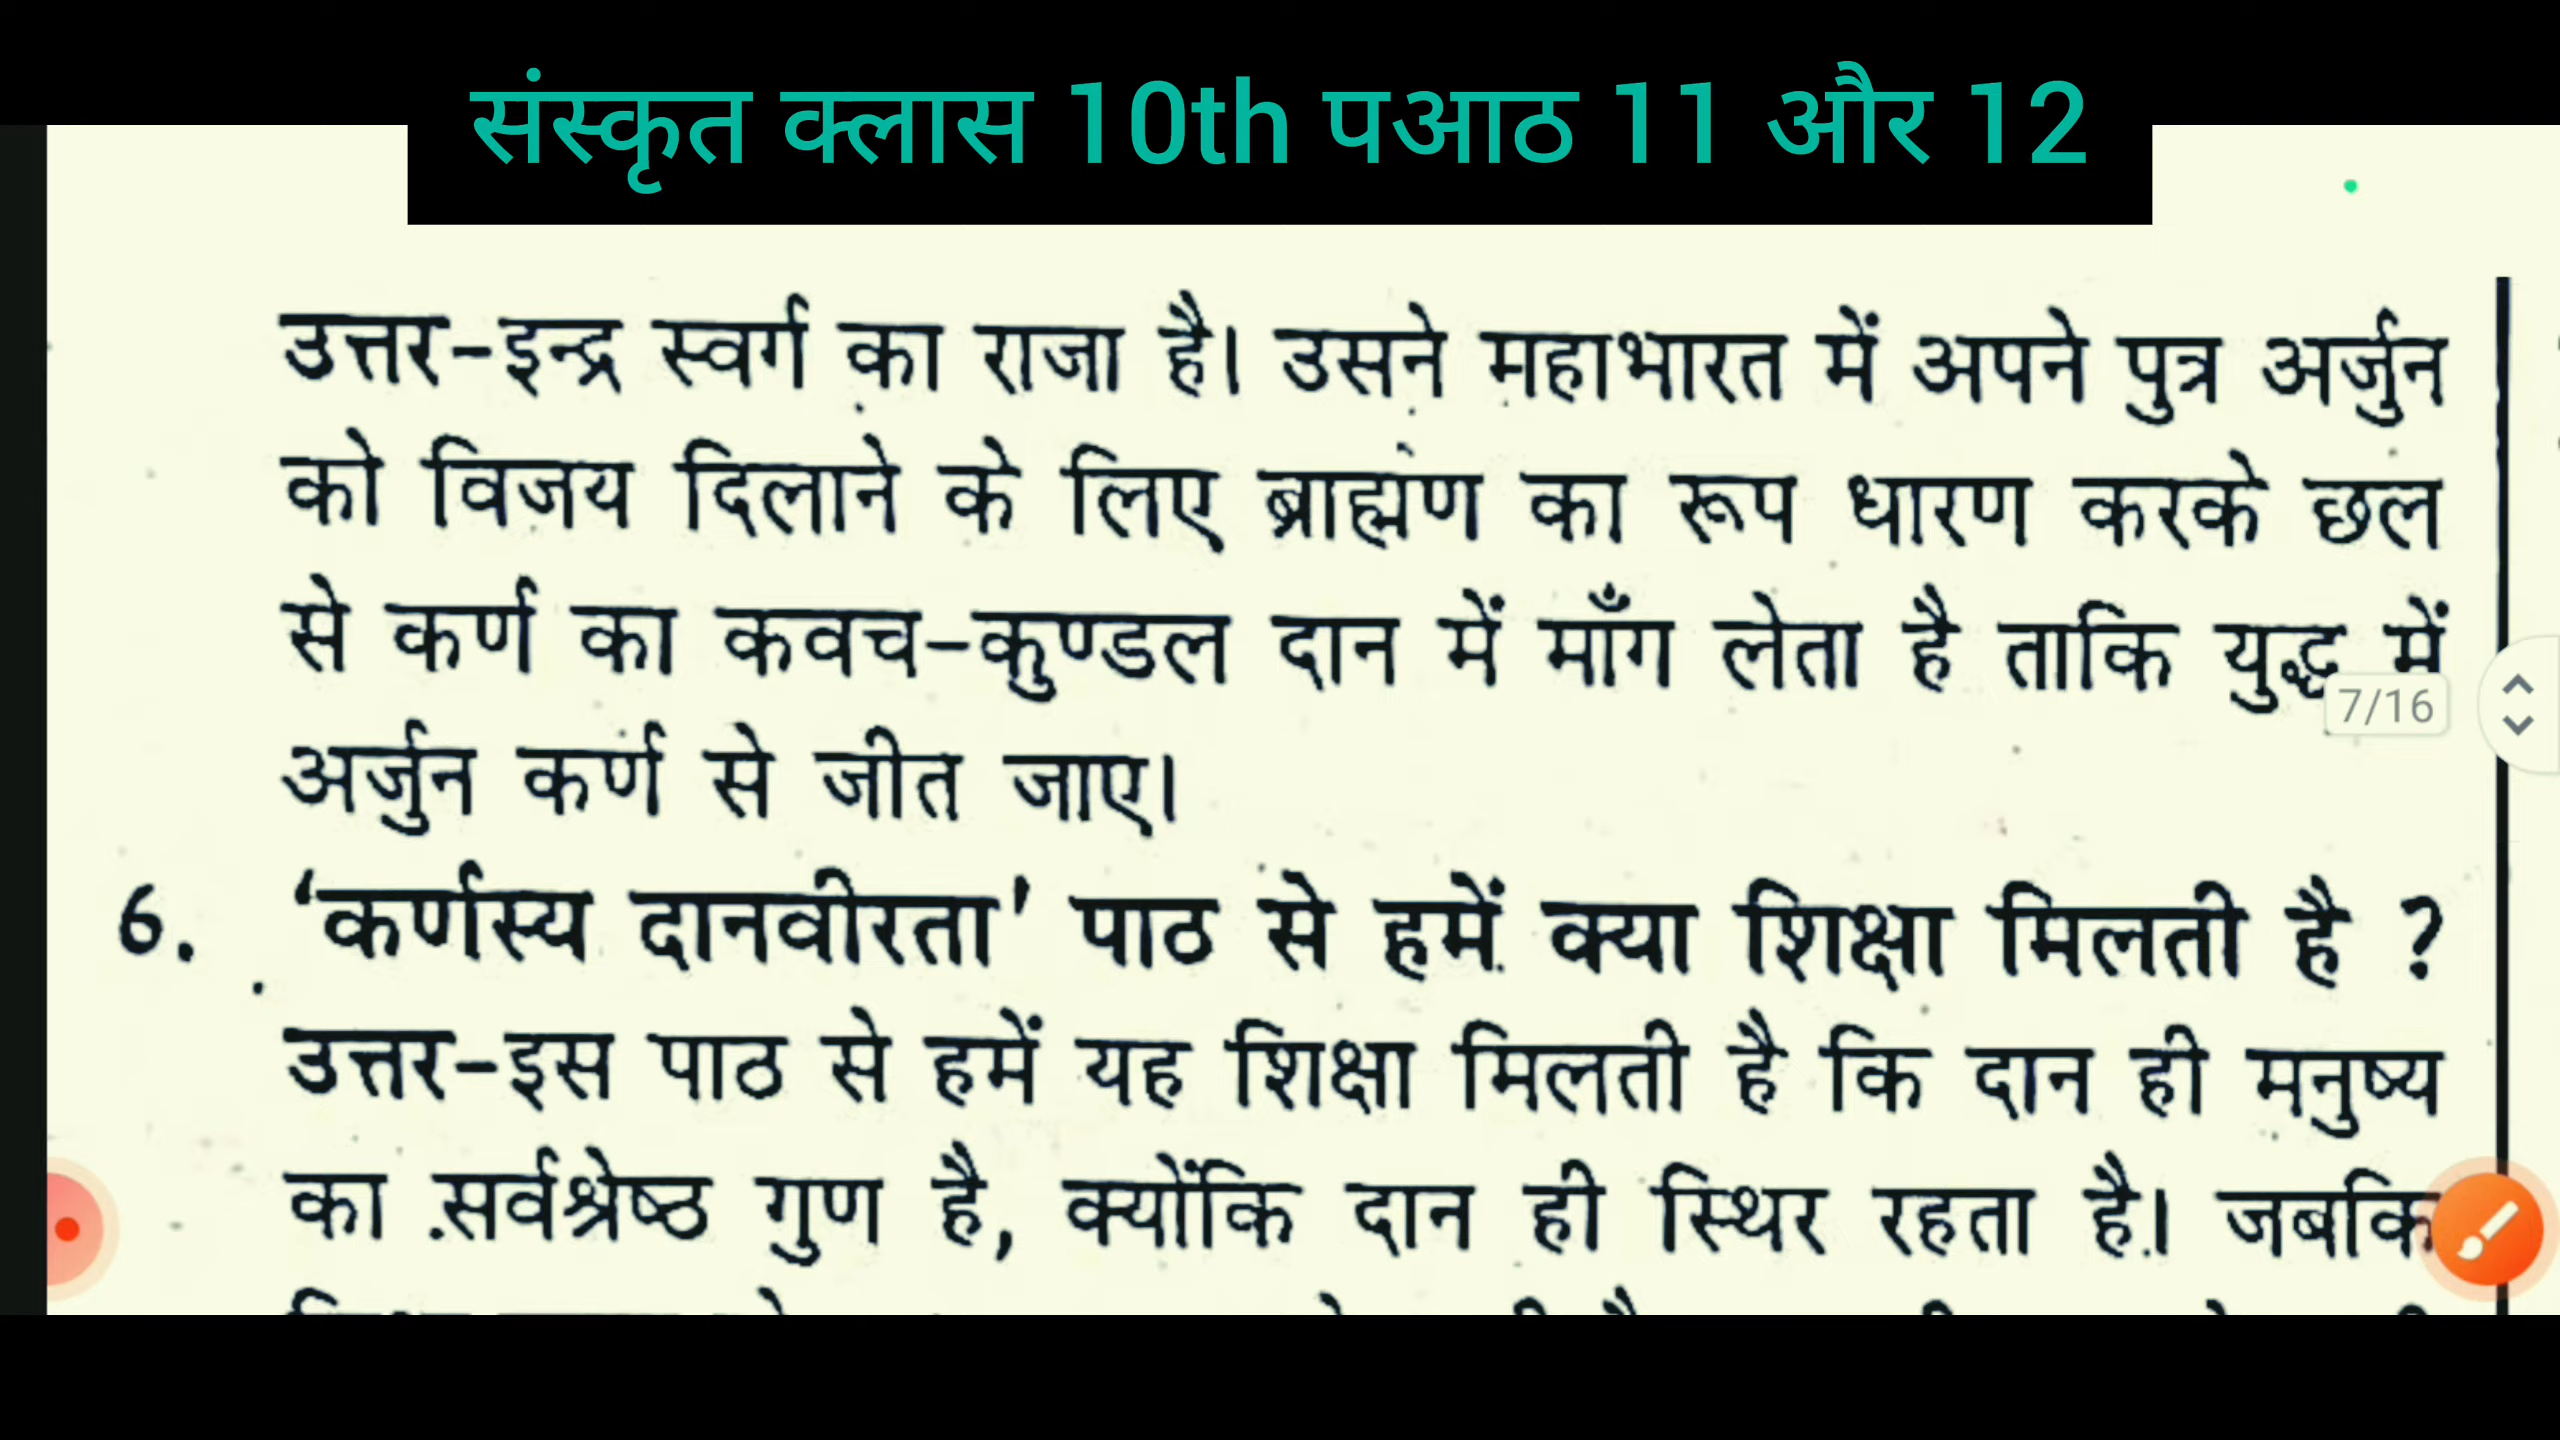 संस्कृत क्लास 10th पआठ 11 और 12
उत्तर-इन्द्र स्वर्ग का राजा है। उसने महाभारत में अपने पुत्र अर्जुन
को विजय दिलाने के लिए ब्राह्मण का रूप धारण करके छल
से कर्ण का कवच-कुण्डल दान में माँग लेता है ताकि युद्ध में
7/16
अर्जुन कर्ण से जीत जाए।
6. ‘कर्णस्य दानवीरता’ पाठ से हमें क्या शिक्षा मिलती है ?
उत्तर-इस पाठ से हमें यह शिक्षा मिलती है कि दान ही मनुष्य
का सर्वश्रेष्ठ गुण है, क्योंकि दान ही स्थिर रहता है। जबकि